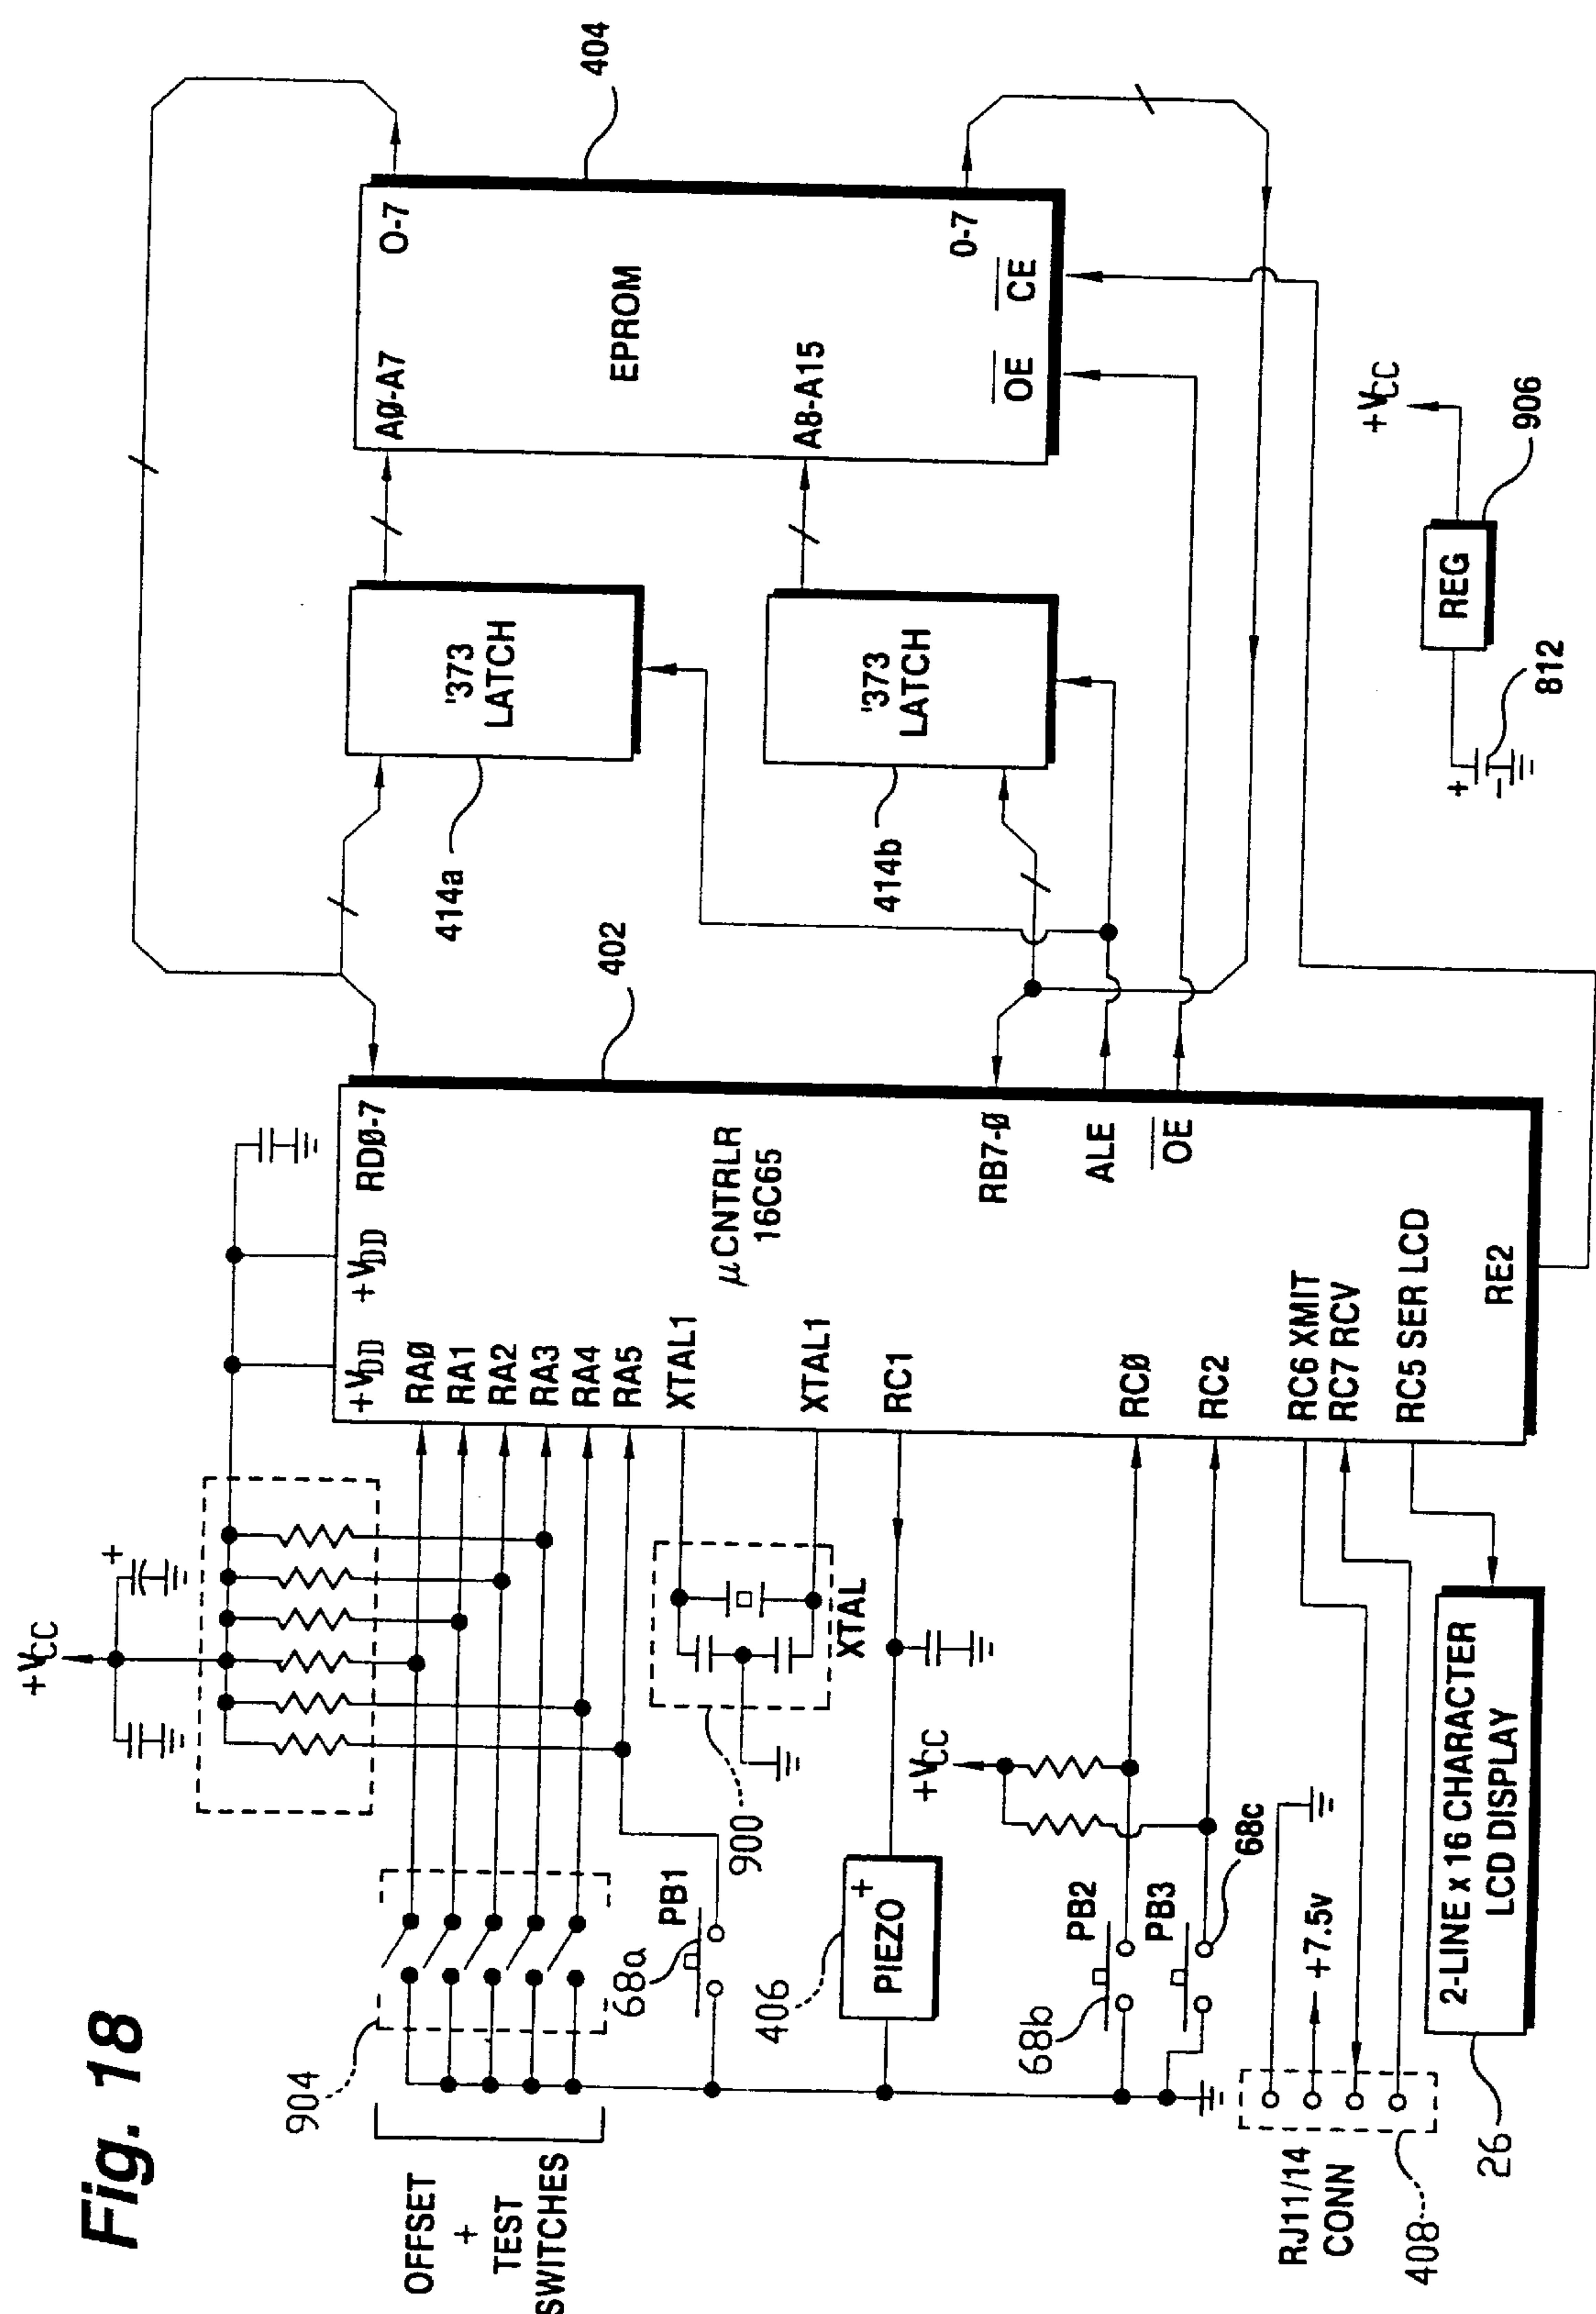 Fig. 18
+VCC
904
OFFSET
+
TEST
SWITCHES
+
+VDD
+VDD
RD0-7
RAØ
RA1
RA2
RA3
RA4
RA5
XTAL1
XTAL1
RC1
RCØ
RC2
RC6 XMIT
RC7 RCV
RC5 SER LCD
RE2
µCNTRLR
16C65
RB7-Ø
ALE
OE
402
XTAL
900
PB1
68a
406
PIEZO
+
+VCC
PB2
68b
PB3
68c
+7.5v
RJ11/14
CONN
408
2-LINE x 16 CHARACTER
LCD DISPLAY
26
'373
LATCH
414a
'373
LATCH
414b
AØ-A7
O-7
EPROM
A8-A15
0-7
OE
CE
404
+VCC
REG
906
+
-
812